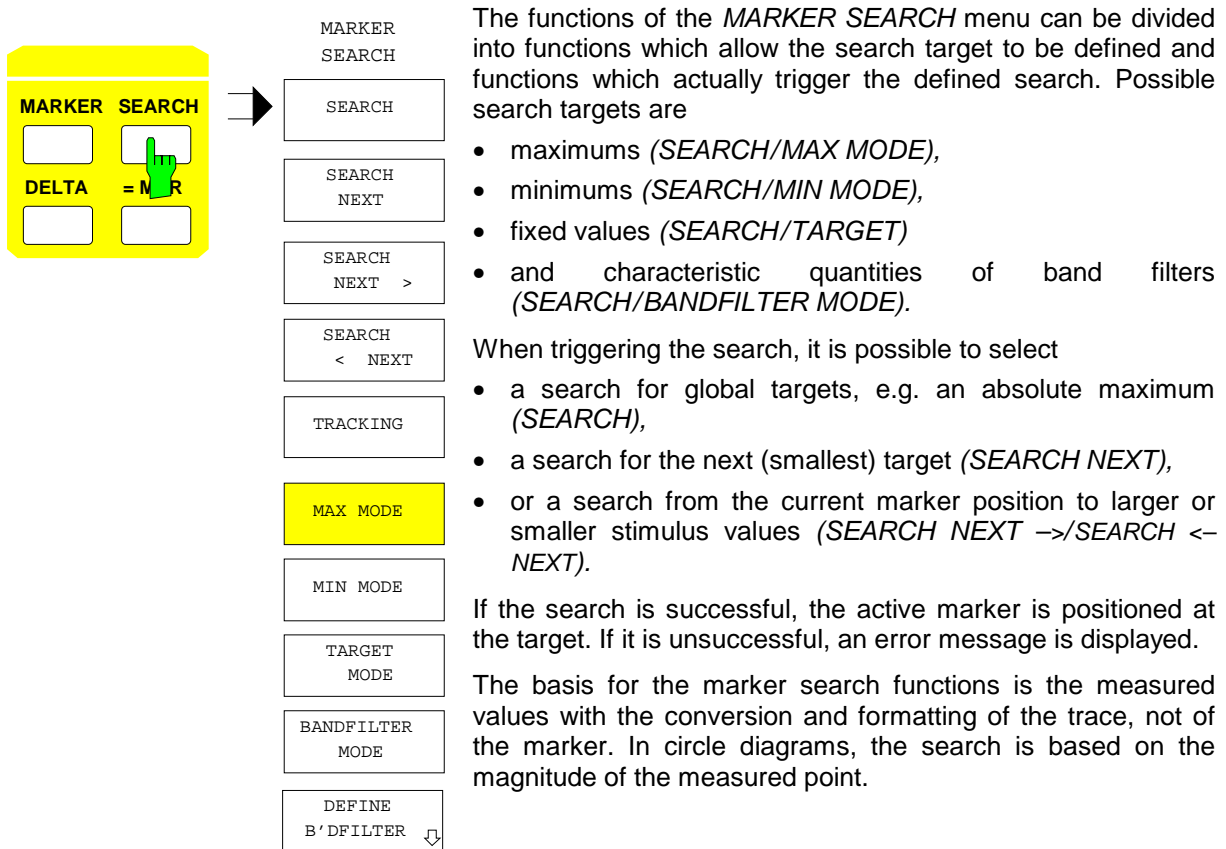 MARKER SEARCH
DELTA = M R
MARKER
SEARCH
SEARCH
SEARCH
NEXT
SEARCH
NEXT >
SEARCH
< NEXT
TRACKING
MAX MODE
MIN MODE
TARGET
MODE
BANDFILTER
MODE
DEFINE
B'DFILTER
The functions of the MARKER SEARCH menu can be divided
into functions which allow the search target to be defined and
functions which actually trigger the defined search. Possible
search targets are
• maximums (SEARCH/MAX MODE),
• minimums (SEARCH/MIN MODE),
• fixed values (SEARCH/TARGET)
• and characteristic quantities of band filters
(SEARCH/BANDFILTER MODE).
When triggering the search, it is possible to select
• a search for global targets, e.g. an absolute maximum
(SEARCH),
• a search for the next (smallest) target (SEARCH NEXT),
• or a search from the current marker position to larger or
smaller stimulus values (SEARCH NEXT –>/SEARCH <–
NEXT).
If the search is successful, the active marker is positioned at
the target. If it is unsuccessful, an error message is displayed.
The basis for the marker search functions is the measured
values with the conversion and formatting of the trace, not of
the marker. In circle diagrams, the search is based on the
magnitude of the measured point.